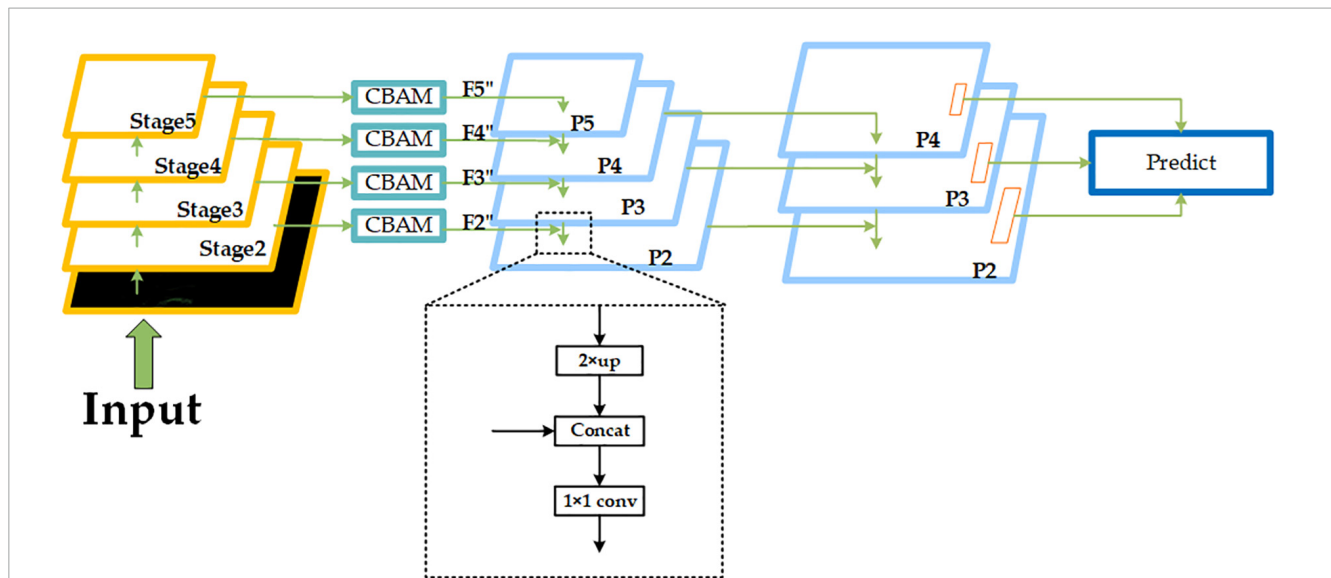 Stage5
Stage4
Stage3
Stage2
Input
CBAM
CBAM
CBAM
CBAM
F5"
F4"
F3"
F2"
P5
P4
P3
P2
2×up
Concat
1×1 conv
P4
P3
P2
Predict